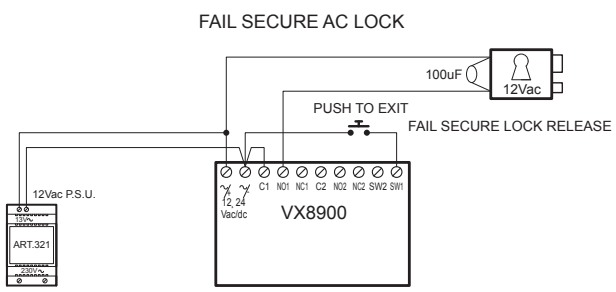 FAIL SECURE AC LOCK
100uF
12Vac
PUSH TO EXIT
FAIL SECURE LOCK RELEASE
12Vac P.S.U.
C1 NO1 NC1 C2 NO2 NC2 SW2 SW1
12, 24
Vac/dc
VX8900
13V~
ART.321
230V~